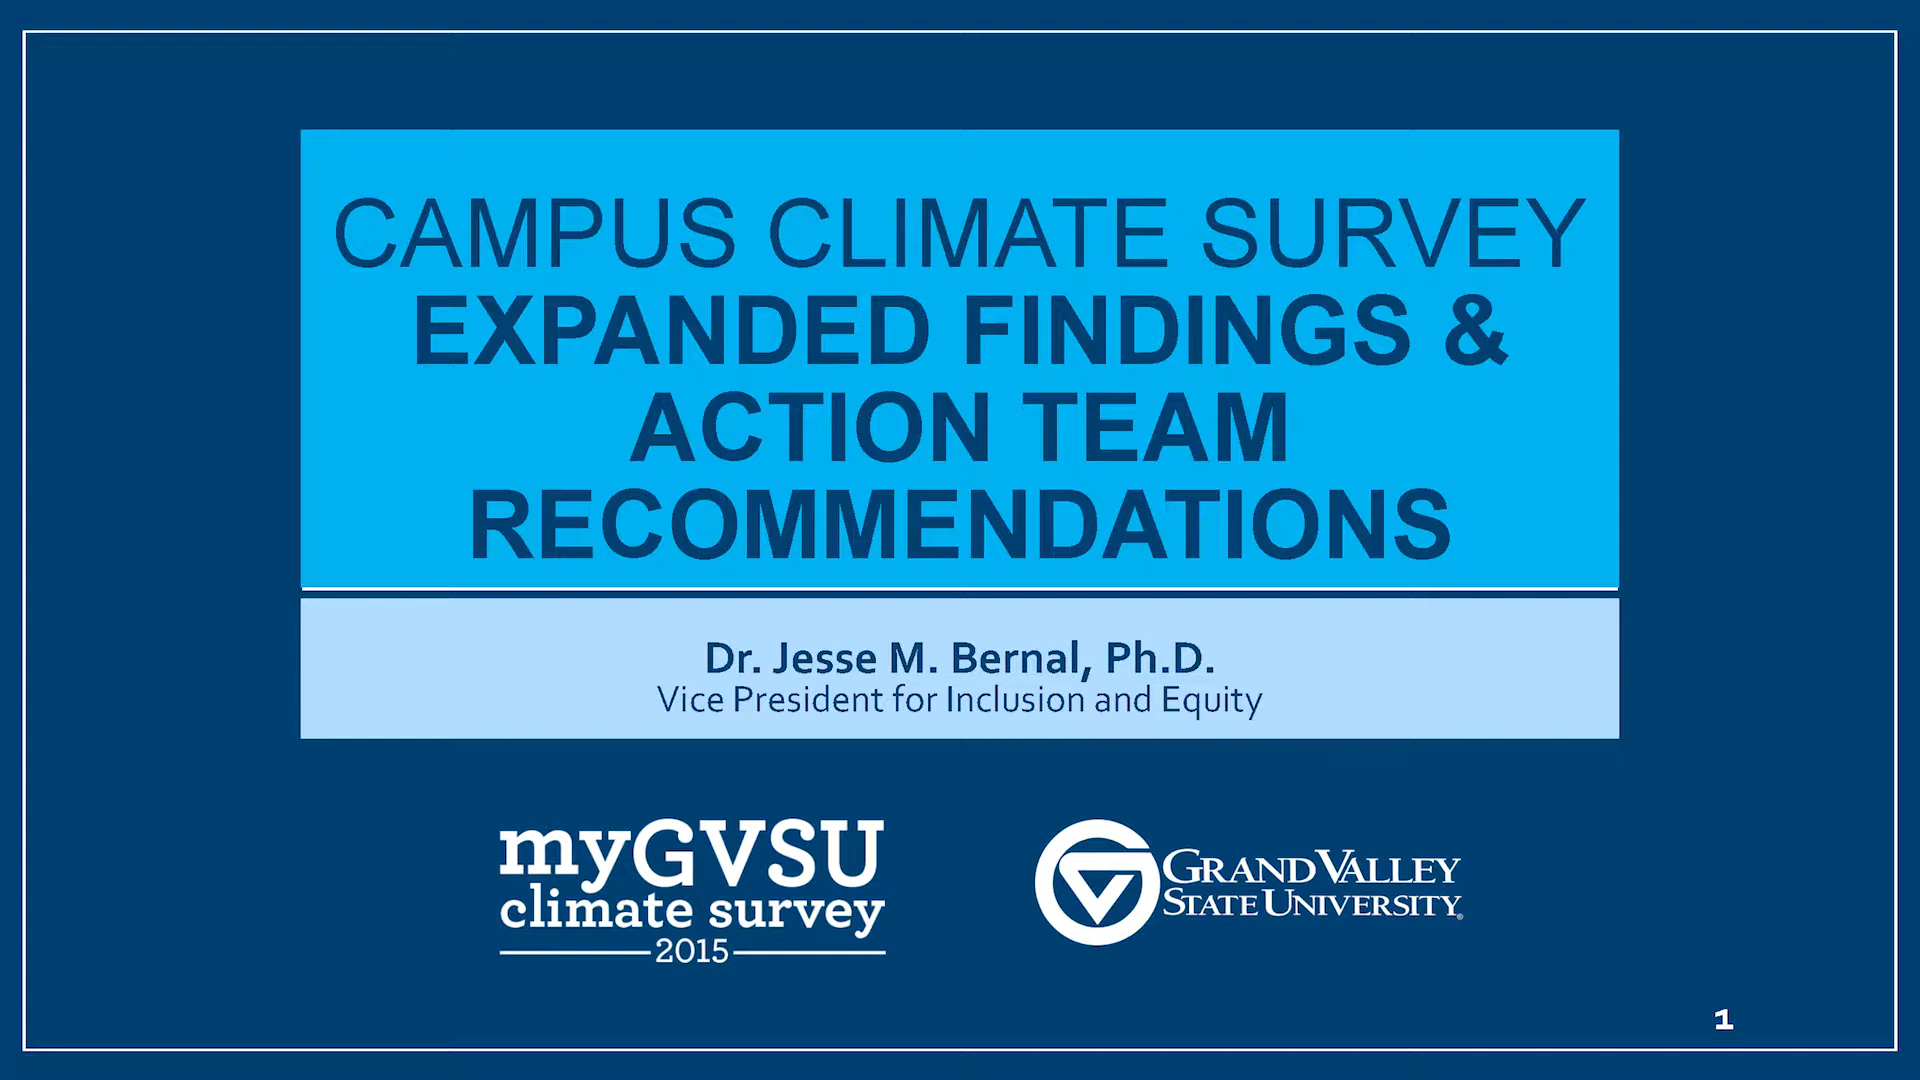 CAMPUS CLIMATE SURVEY
EXPANDED FINDINGS &
ACTION TEAM
RECOMMENDATIONS
Dr. Jesse M. Bernal, Ph.D.
Vice President for Inclusion and Equity
myGVSU
climate survey
2015
GRAND VALLEY
STATE UNIVERSITY®
1